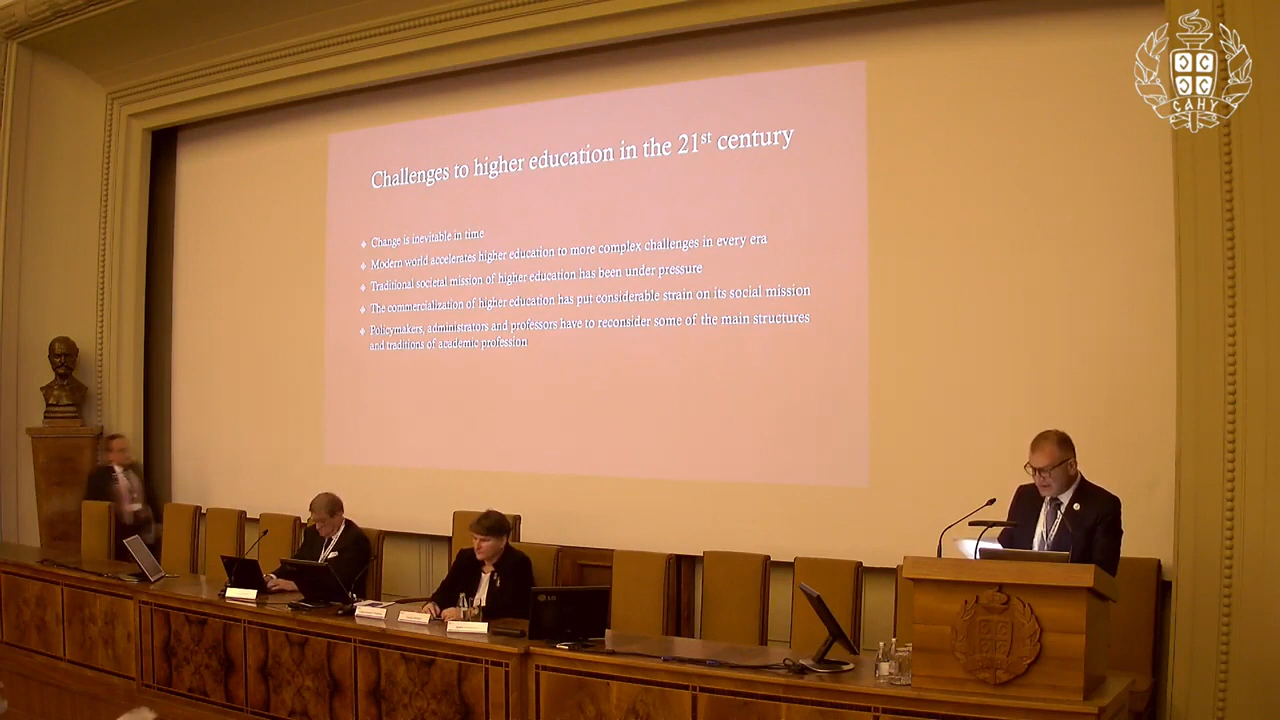 Challenges to higher education in the 21st century
Change is inevitable in time
Modern world accelerates higher education to more complex challenges in every era
Traditional societal mission of higher education has been under pressure
The commercialization of higher education has put considerable strain on its social mission
Policymakers, administrators and professors have to reconsider some of the main structures
and traditions of academic profession
САНУ
LG